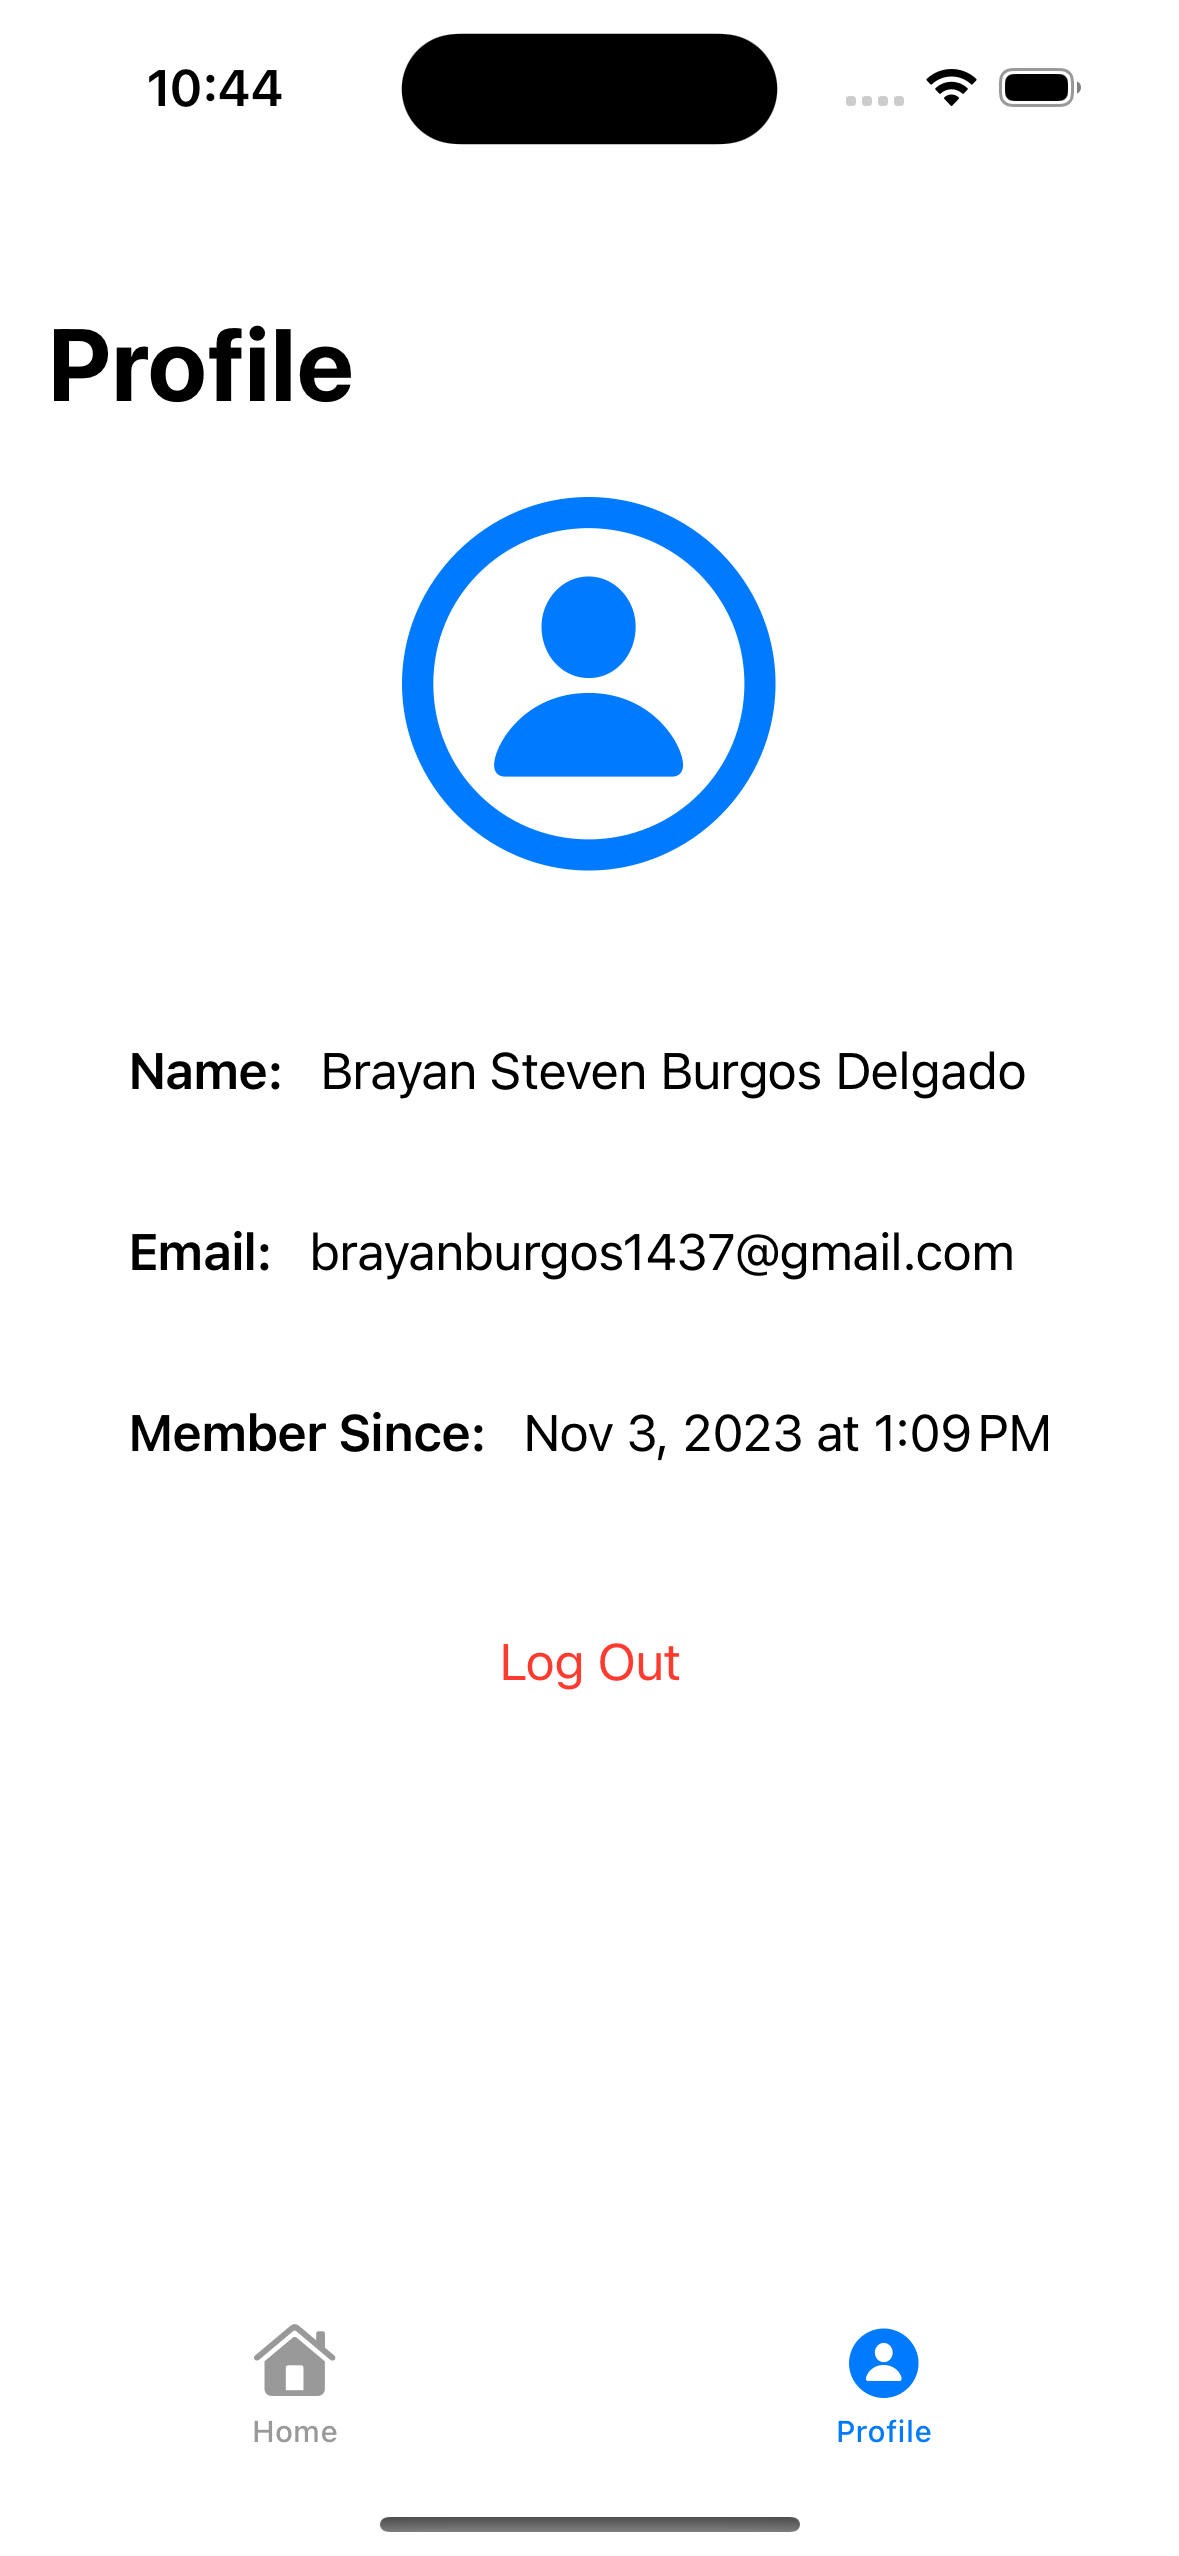 10:44
Profile
Name: Brayan Steven Burgos Delgado
Email: brayanburgos1437@gmail.com
Member Since: Nov 3, 2023 at 1:09 PM
Log Out
Home Profile